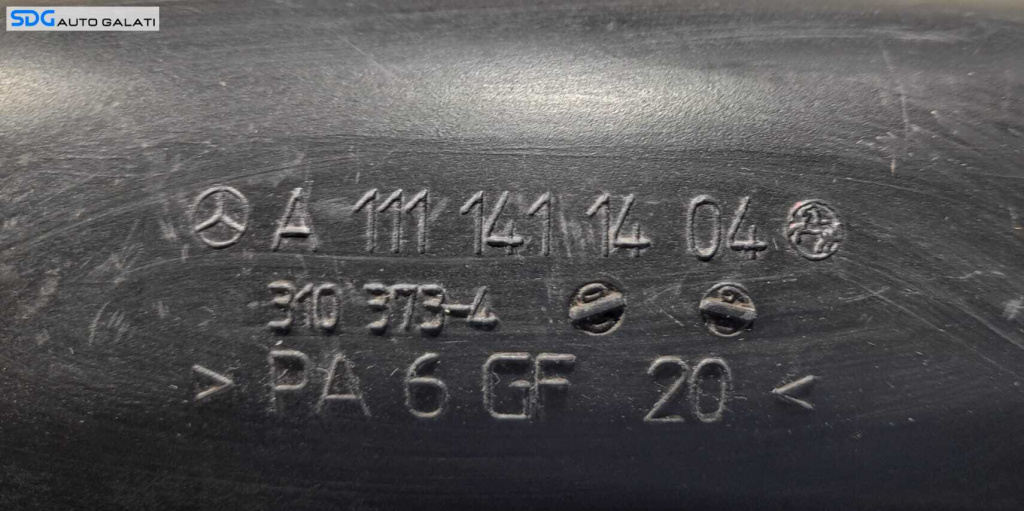 SDG AUTO GALATI
A 111 141 14 04
310 373-4
>PA 6 GF 20<